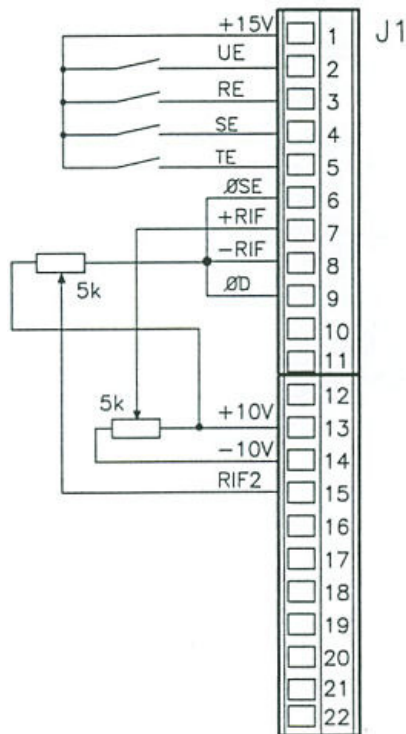 J1
+15V 1
UE 2
RE 3
SE 4
TE 5
ØSE 6
+RIF 7
-RIF 8
5k
ØD 9
10
11
12
5k
+10V 13
-10V 14
RIF2 15
16
17
18
19
20
21
22